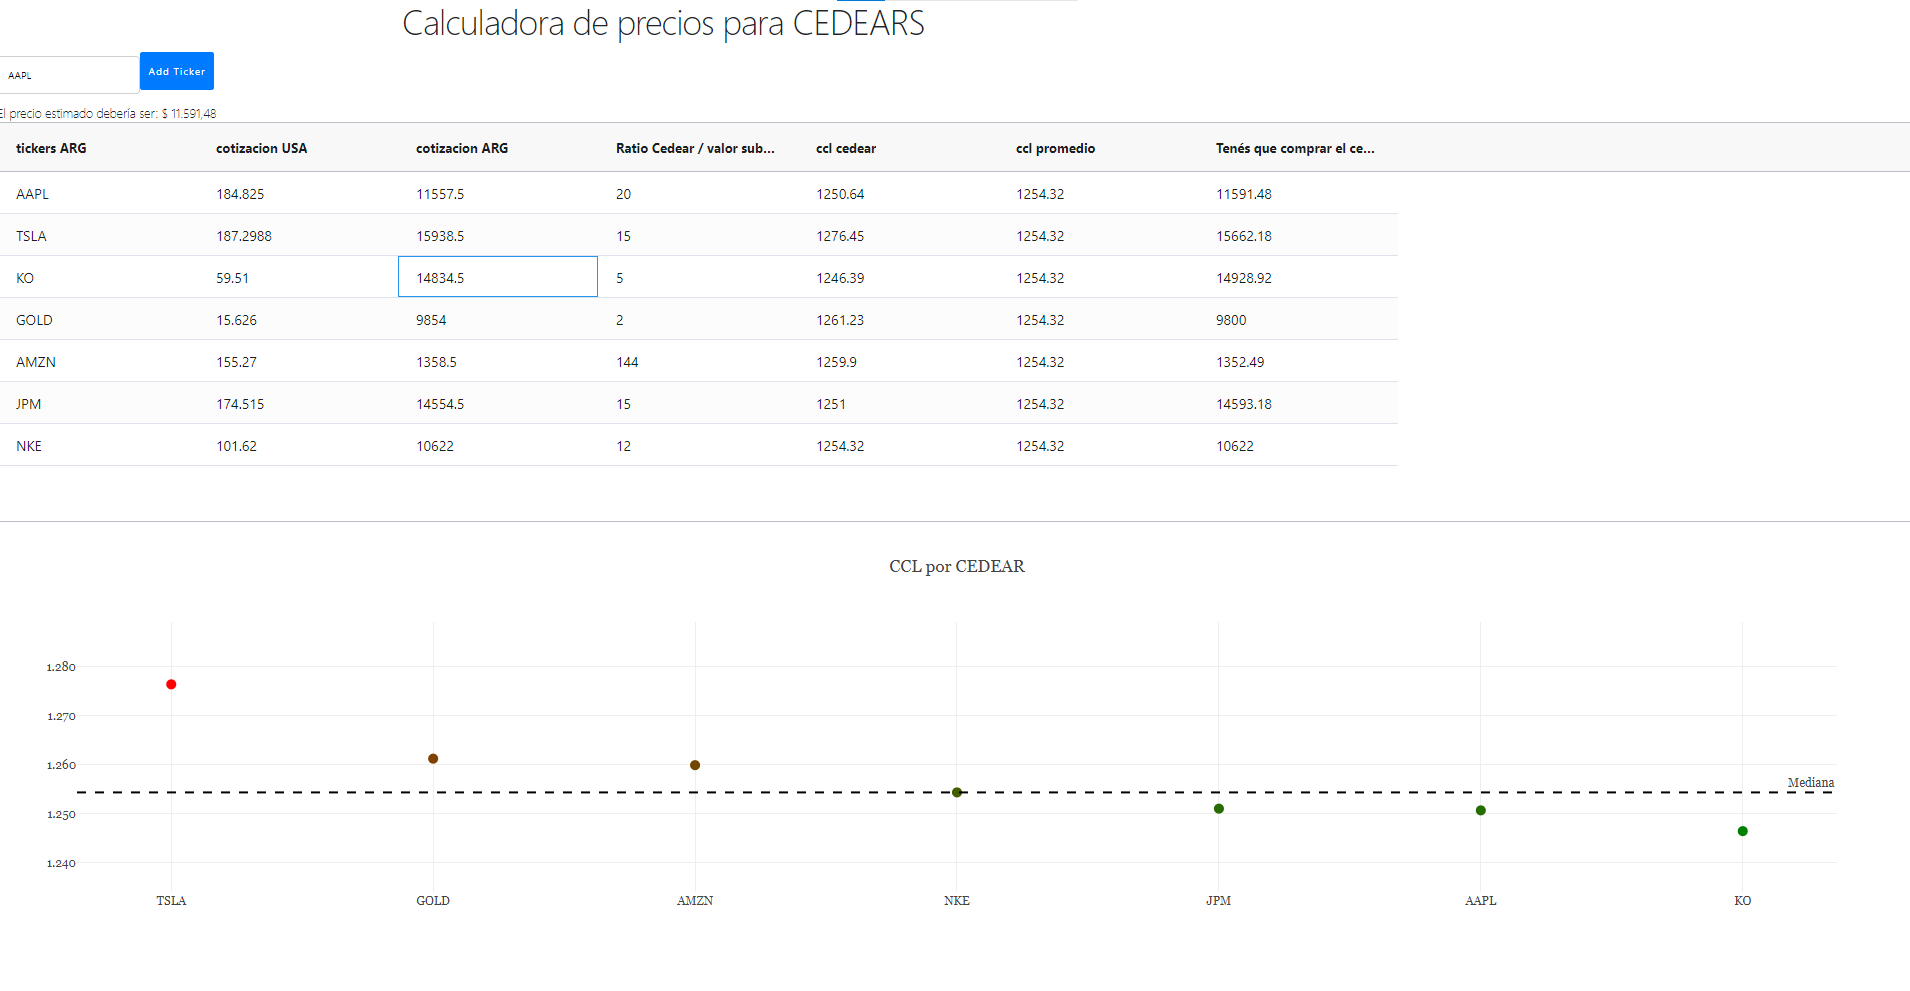 Calculadora de precios para CEDEARS
AAPL
Add Ticker
El precio estimado debería ser: $ 11.591,48
tickers ARG cotizacion USA cotizacion ARG Ratio Cedear / valor sub... ccl cedear ccl promedio Tenés que comprar el ce...
AAPL 184.825 11557.5 20 1250.64 1254.32 11591.48
TSLA 187.2988 15938.5 15 1276.45 1254.32 15662.18
KO 59.51 14834.5 5 1246.39 1254.32 14928.92
GOLD 15.626 9854 2 1261.23 1254.32 9800
AMZN 155.27 1358.5 144 1259.9 1254.32 1352.49
JPM 174.515 14554.5 15 1251 1254.32 14593.18
NKE 101.62 10622 12 1254.32 1254.32 10622
CCL por CEDEAR
1.280
1.270
1.260
Mediana
1.250
1.240
TSLA GOLD AMZN NKE JPM AAPL KO